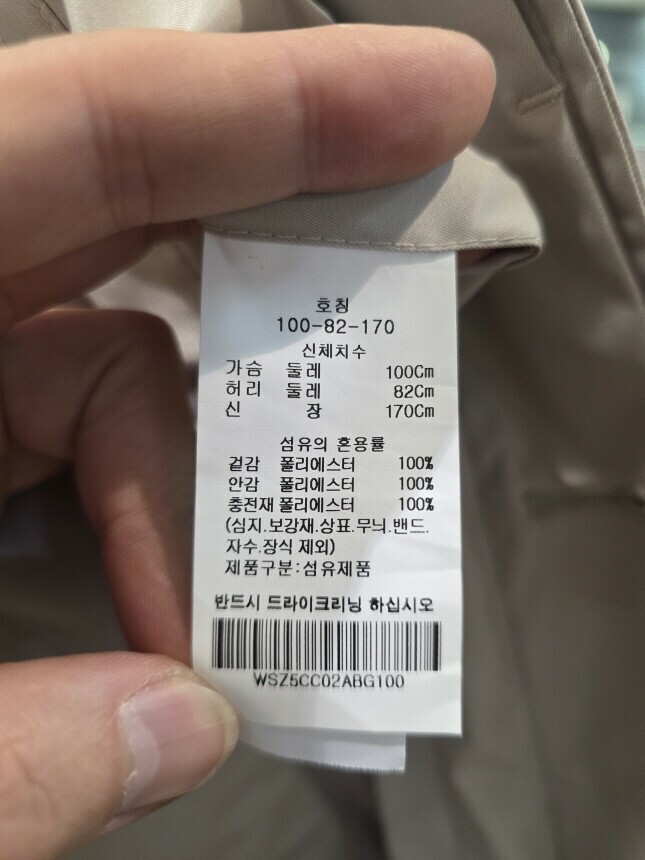 호칭
100-82-170
신체치수
가슴 둘레 100Cm
허리 둘레 82Cm
신 장 170Cm
섬유의 혼용률
겉감 폴리에스터 100%
안감 폴리에스터 100%
충전재 폴리에스터 100%
(심지.보강재.상표.무늬.밴드.
자수.장식 제외)
제품구분:섬유제품
반드시 드라이크리닝 하십시오
WSZ5CC02ABG100